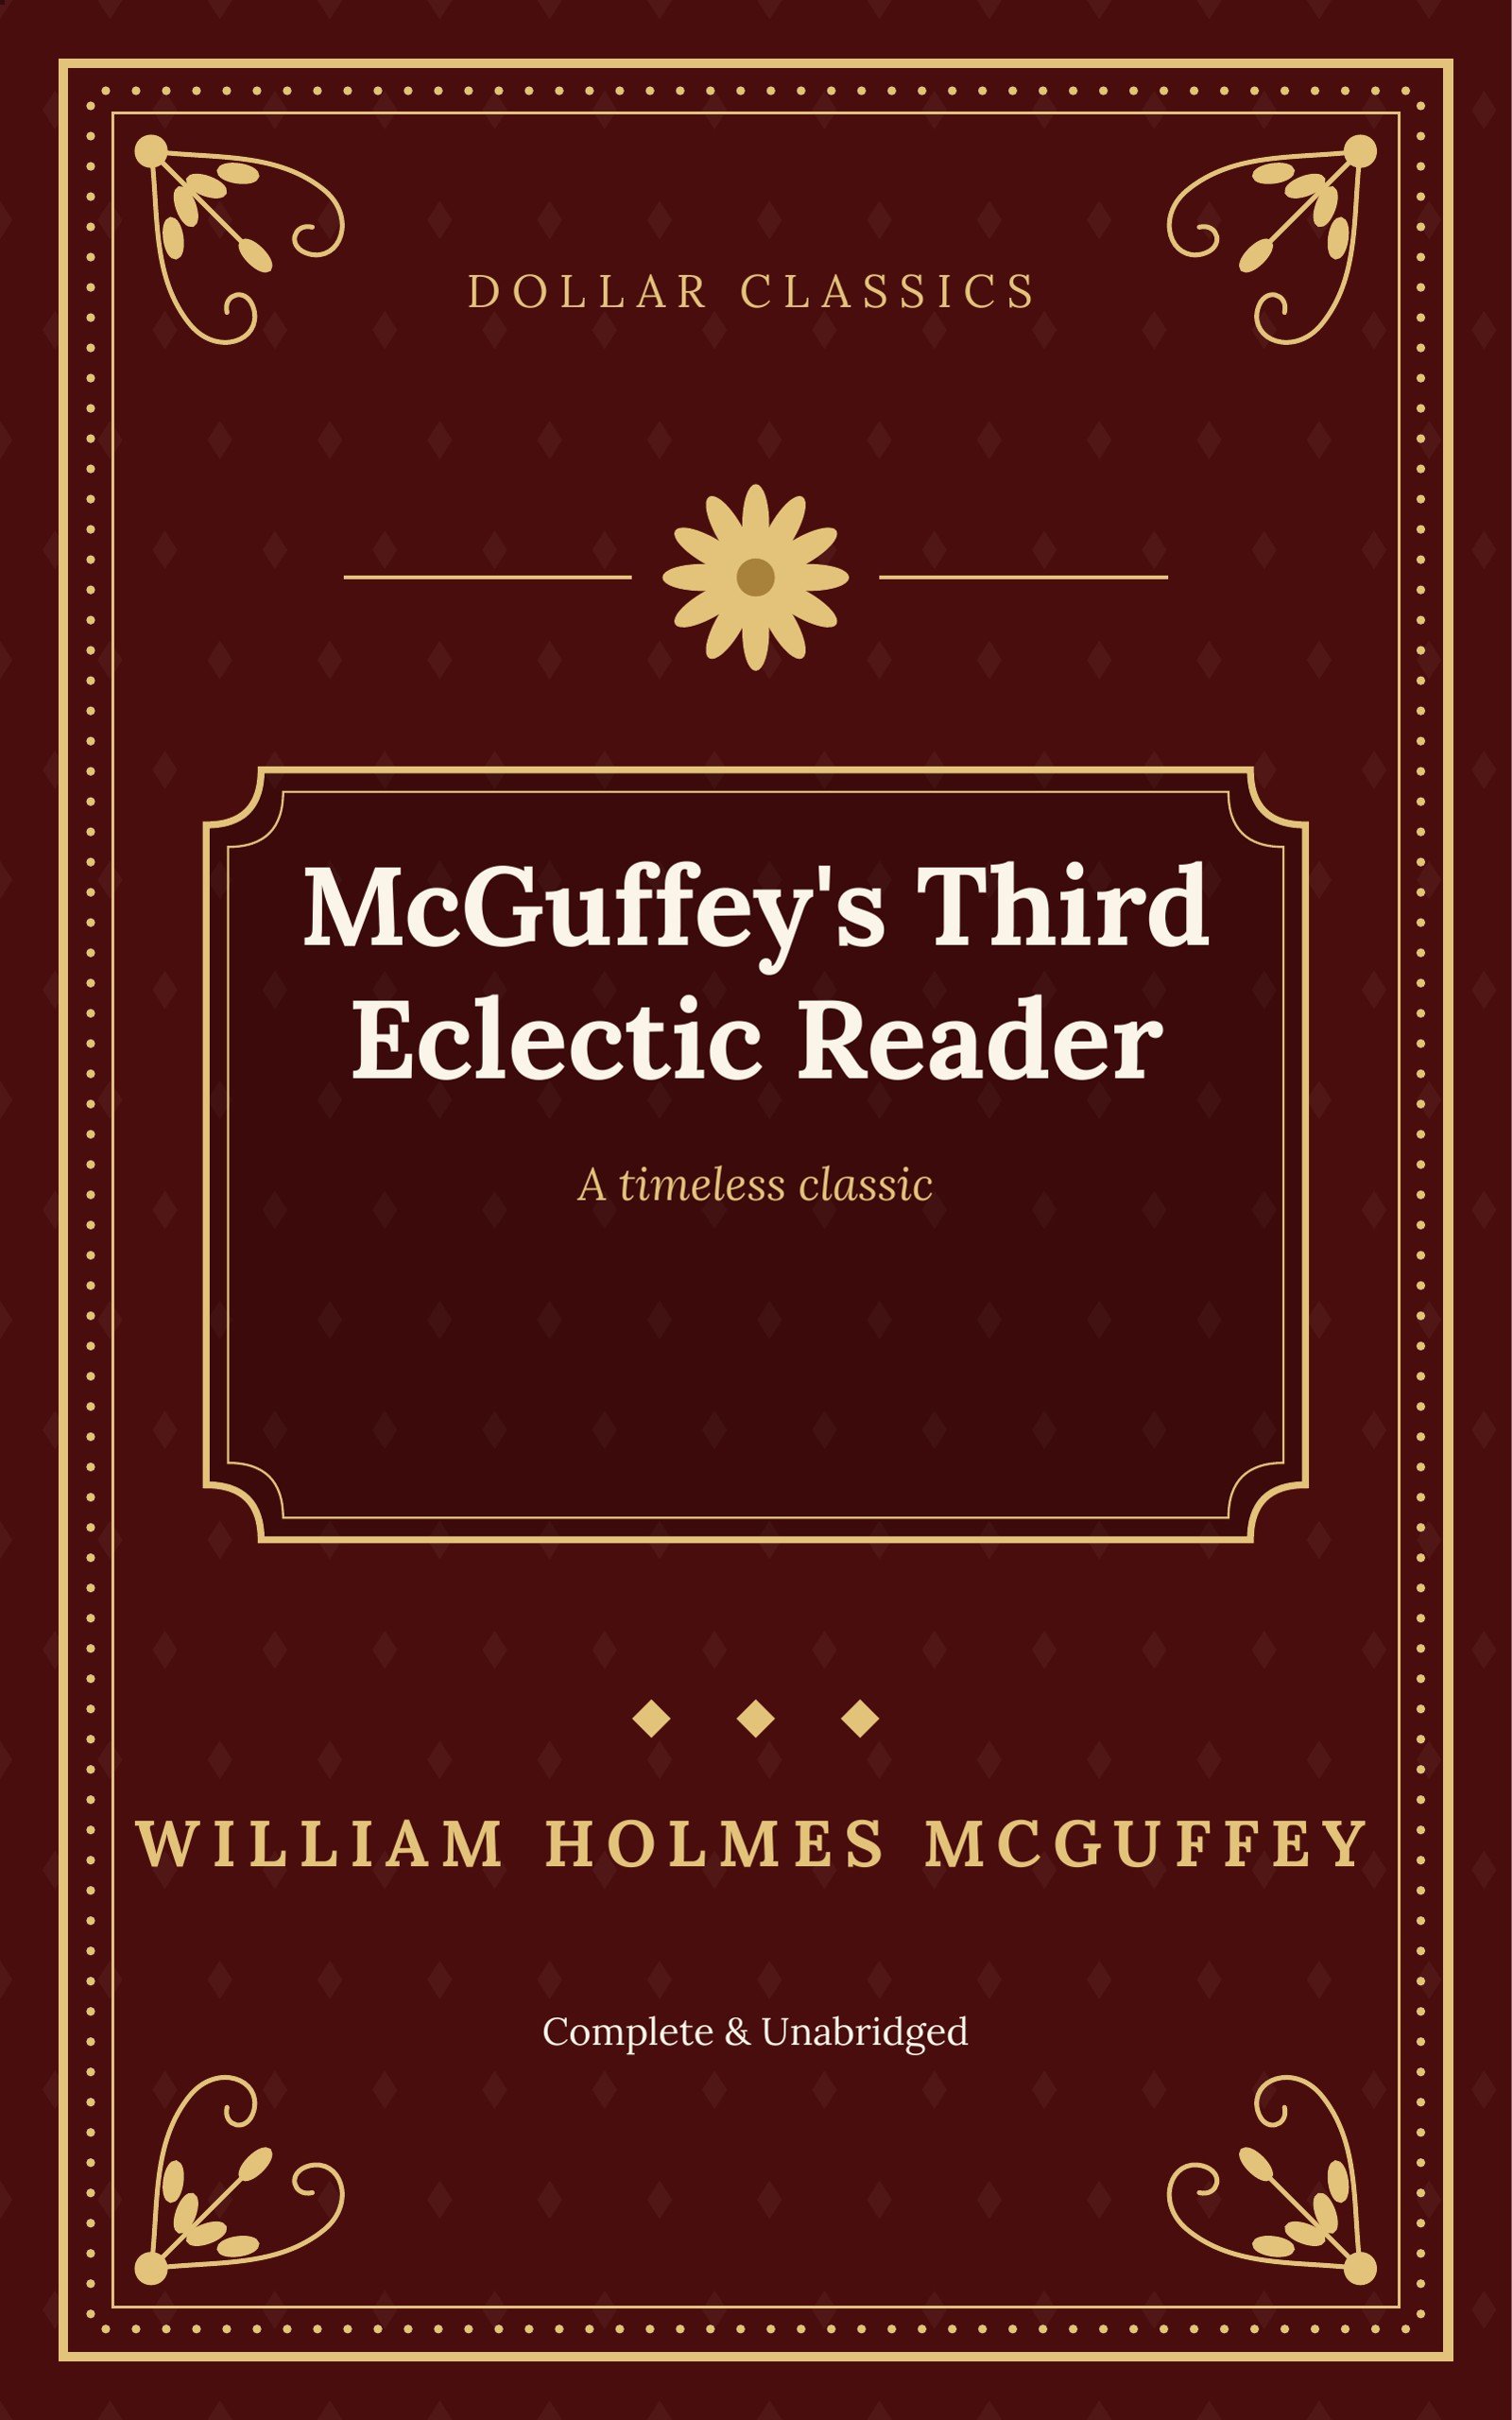 DOLLAR CLASSICS
McGuffey's Third
Eclectic Reader
A timeless classic
WILLIAM HOLMES MCGUFFEY
Complete & Unabridged